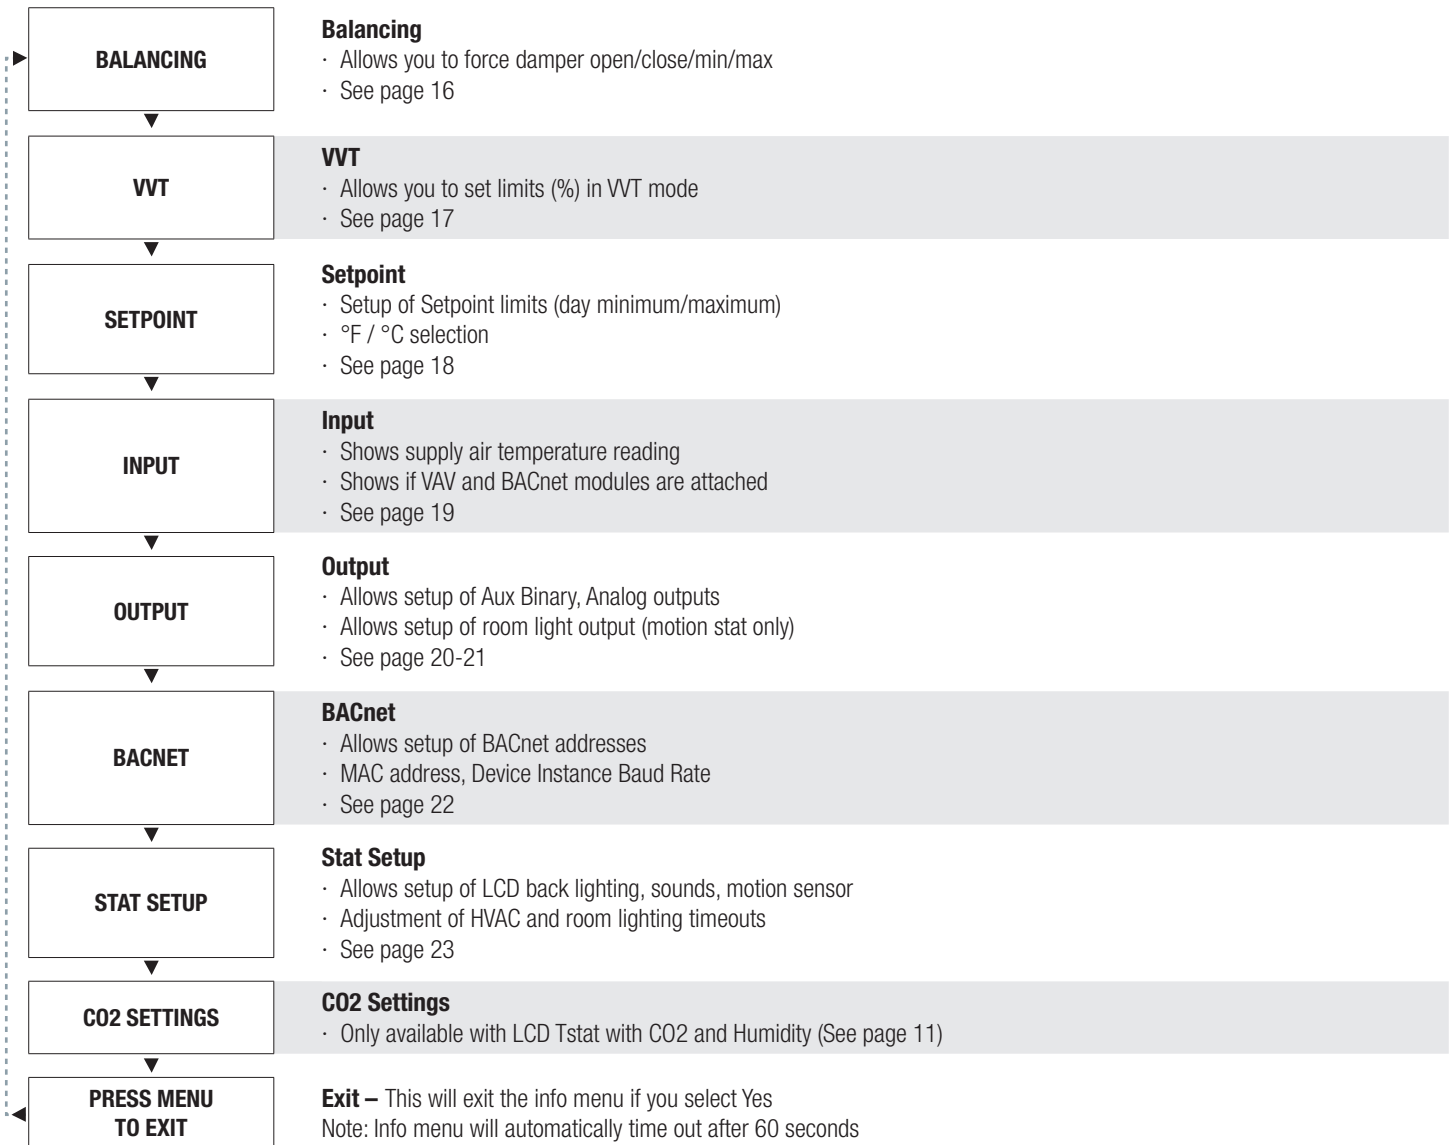 BALANCING
Balancing
· Allows you to force damper open/close/min/max
· See page 16
VVT
VVT
· Allows you to set limits (%) in VVT mode
· See page 17
SETPOINT
Setpoint
· Setup of Setpoint limits (day minimum/maximum)
· °F / °C selection
· See page 18
INPUT
Input
· Shows supply air temperature reading
· Shows if VAV and BACnet modules are attached
· See page 19
OUTPUT
Output
· Allows setup of Aux Binary, Analog outputs
· Allows setup of room light output (motion stat only)
· See page 20-21
BACNET
BACnet
· Allows setup of BACnet addresses
· MAC address, Device Instance Baud Rate
· See page 22
STAT SETUP
Stat Setup
· Allows setup of LCD back lighting, sounds, motion sensor
· Adjustment of HVAC and room lighting timeouts
· See page 23
CO2 SETTINGS
CO2 Settings
· Only available with LCD Tstat with CO2 and Humidity (See page 11)
PRESS MENU
TO EXIT
Exit – This will exit the info menu if you select Yes
Note: Info menu will automatically time out after 60 seconds